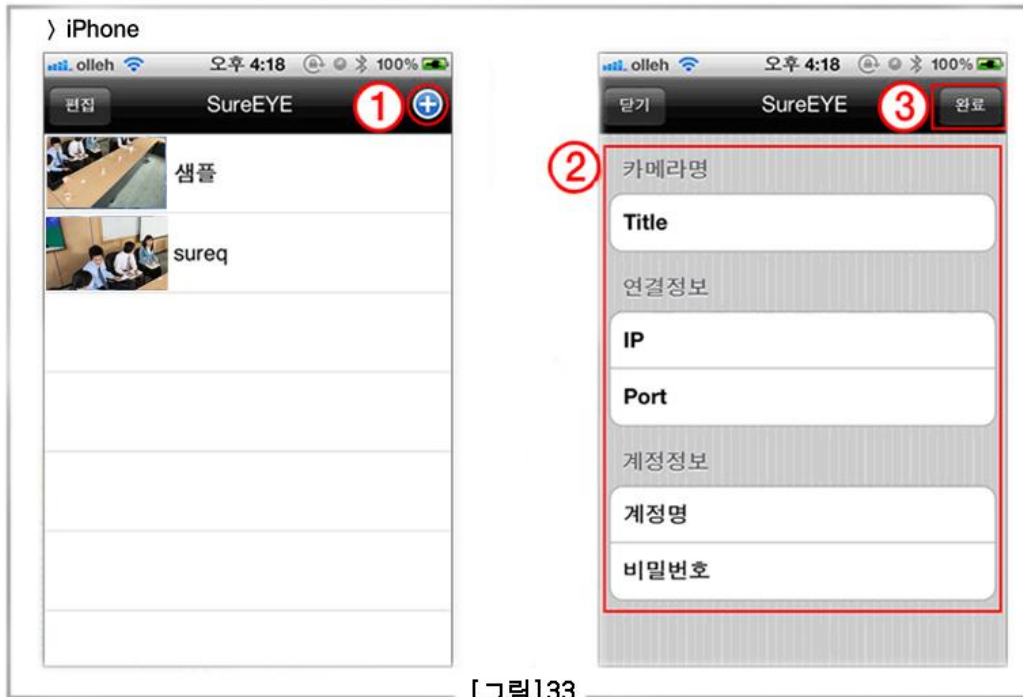 〉iPhone
olleh 오후 4:18 100%
편집 SureEYE ①
샘플
sureq
olleh 오후 4:18 100%
닫기 SureEYE ③ 완료
②
카메라명
Title
연결정보
IP
Port
계정정보
계정명
비밀번호
[그림]33